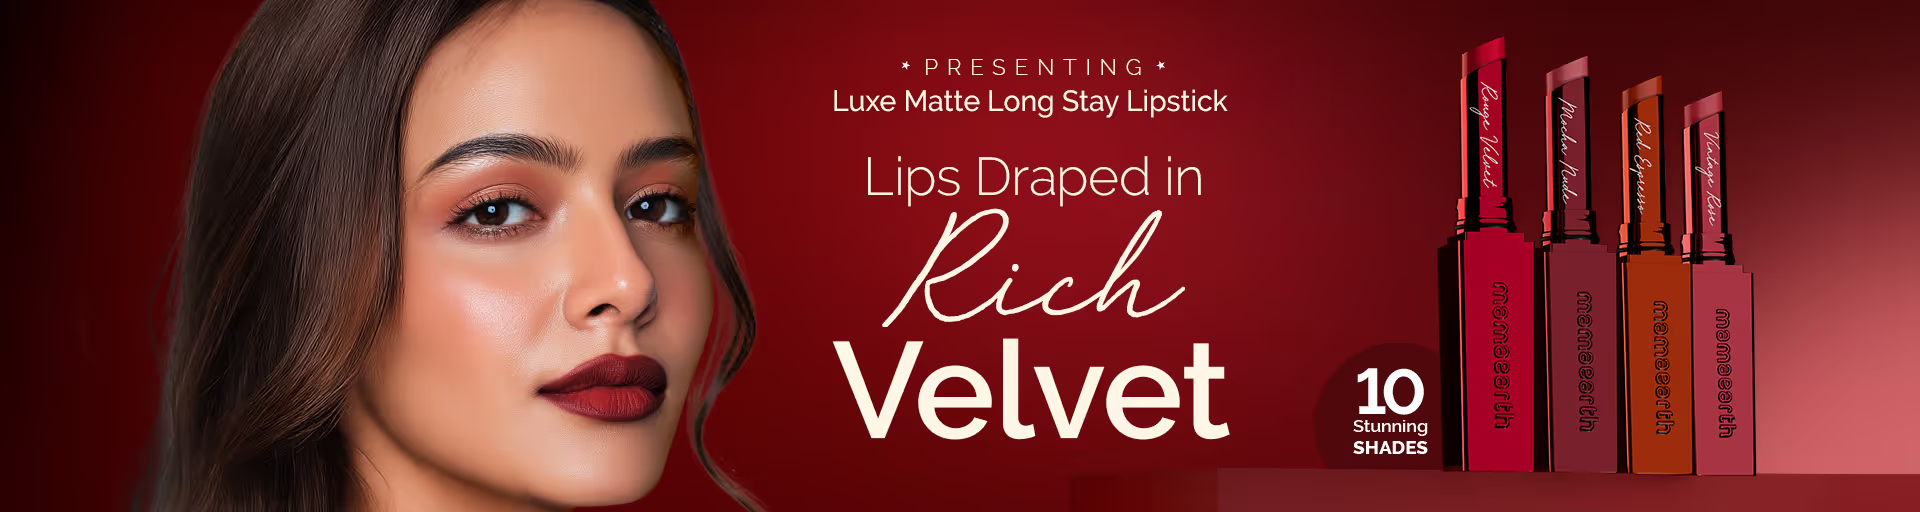 * PRESENTING *
Luxe Matte Long Stay Lipstick
Lips Draped in
Rich
Velvet
10
Stunning
SHADES
Rouge Velvet
Mocha Nude
Red Espresso
Vintage Rose
mamaearth
mamaearth
mamaearth
mamaearth